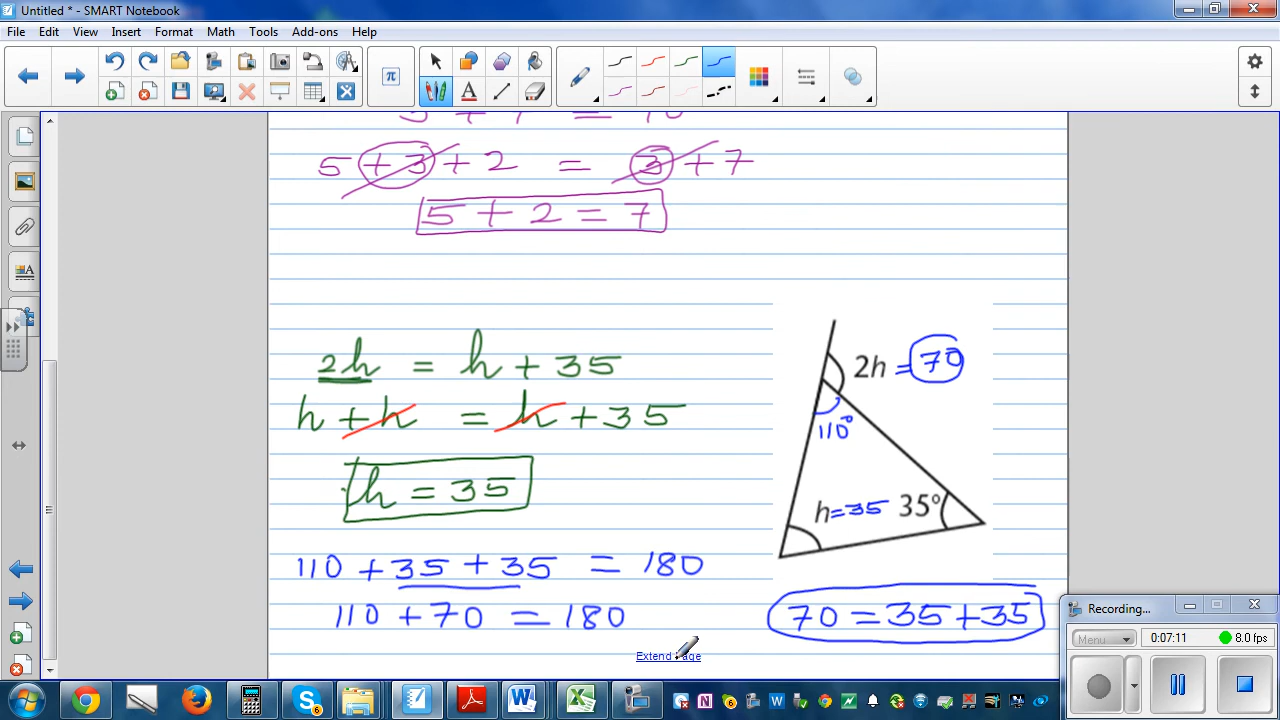 Untitled * - SMART Notebook
File Edit View Insert Format Math Tools Add-ons Help
5 + 3 + 2 = 3 + 7
5 + 2 = 7
2h = h + 35
h + h = h + 35
h = 35
110 + 35 + 35 = 180
110 + 70 = 180
2h = 70
110°
h = 35 35°
70 = 35 + 35
Extend Page
Recording...
Menu
0:07:11
8.0 fps